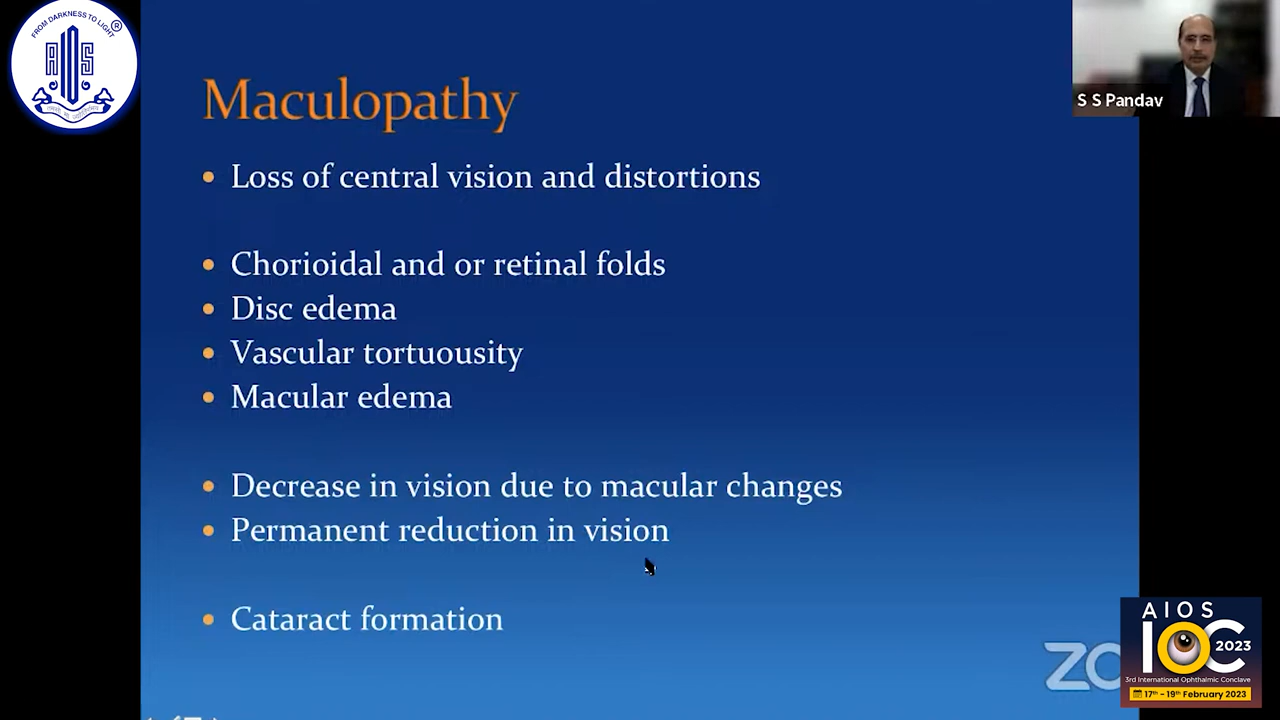 FROM DARKNESS TO LIGHT
®
AIOS
S S Pandav
Maculopathy
• Loss of central vision and distortions
• Chorioidal and or retinal folds
• Disc edema
• Vascular tortuousity
• Macular edema
• Decrease in vision due to macular changes
• Permanent reduction in vision
• Cataract formation
AIOS
IOC 2023
3rd International Ophthalmic Conclave
17th - 19th February 2023